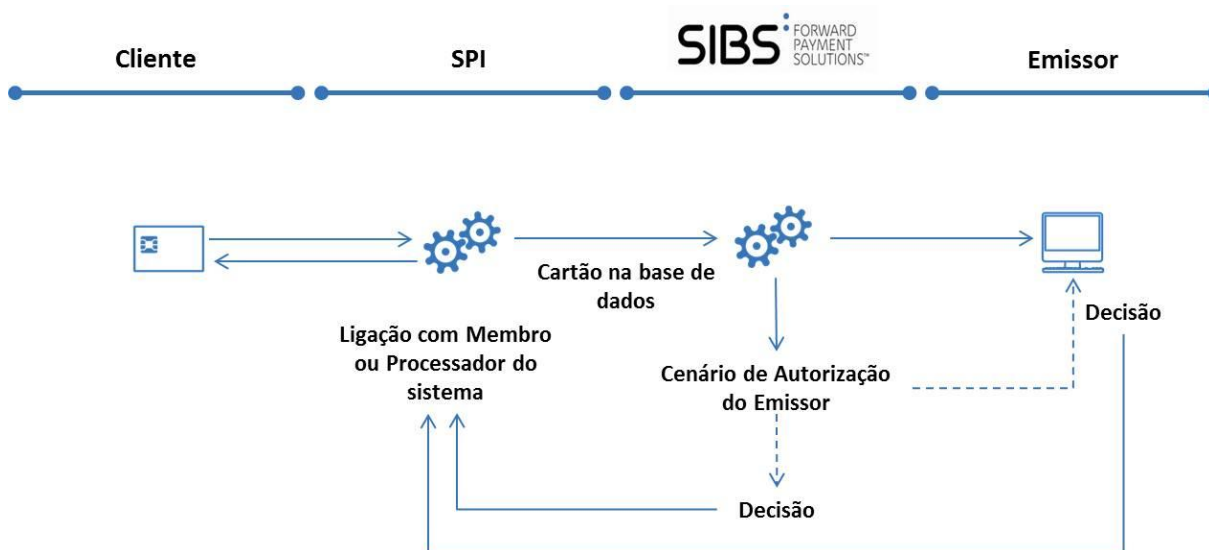 Cliente
SPI
SIBS FORWARD
PAYMENT
SOLUTIONS™
Emissor
Cartão na base de
dados
Decisão
Ligação com Membro
ou Processador do
sistema
Cenário de Autorização
do Emissor
Decisão